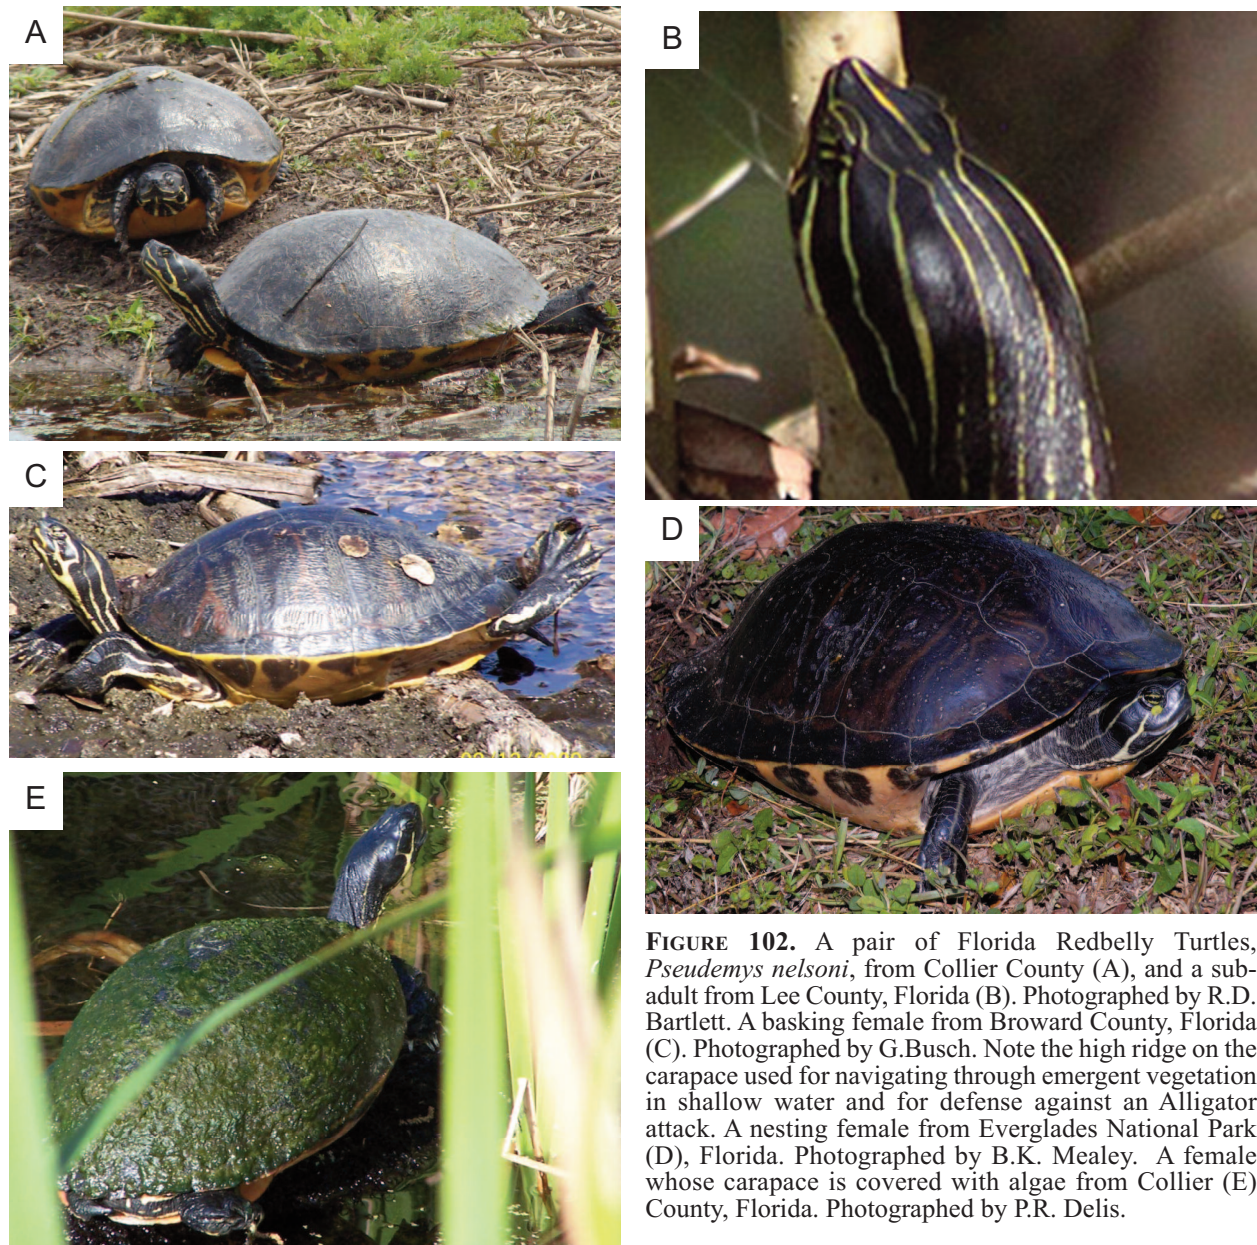 A
B
C
D
E
FIGURE 102. A pair of Florida Redbelly Turtles,
Pseudemys nelsoni, from Collier County (A), and a sub-
adult from Lee County, Florida (B). Photographed by R.D.
Bartlett. A basking female from Broward County, Florida
(C). Photographed by G.Busch. Note the high ridge on the
carapace used for navigating through emergent vegetation
in shallow water and for defense against an Alligator
attack. A nesting female from Everglades National Park
(D), Florida. Photographed by B.K. Mealey. A female
whose carapace is covered with algae from Collier (E)
County, Florida. Photographed by P.R. Delis.